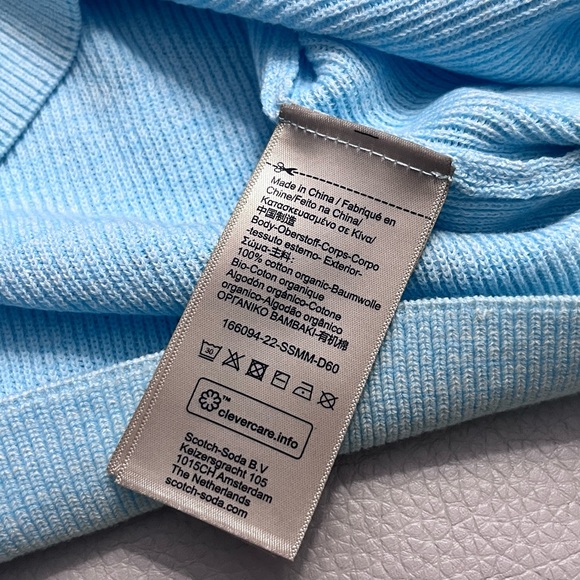 Made in China / Fabriqué en
Chine/Feito na China/
Κατασκευασμένο σε Κίνα/
中国制造
Body-Oberstoff-Corps-Corpo
-tessuto esterno- Exterior-
Σώμα-主料-
100% cotton organic-Baumwolle
Bio-Coton organique
Algodón orgánico-Cotone
organico-Algodão orgânico
ΟΡΓΑΝΙΚΟ ΒΑΜΒΑΚΙ-有机棉
166094-22-SSMM-D60
30
™
clevercare.info
Scotch-Soda B.V
Keizersgracht 105
1015CH Amsterdam
The Netherlands
scotch-soda.com